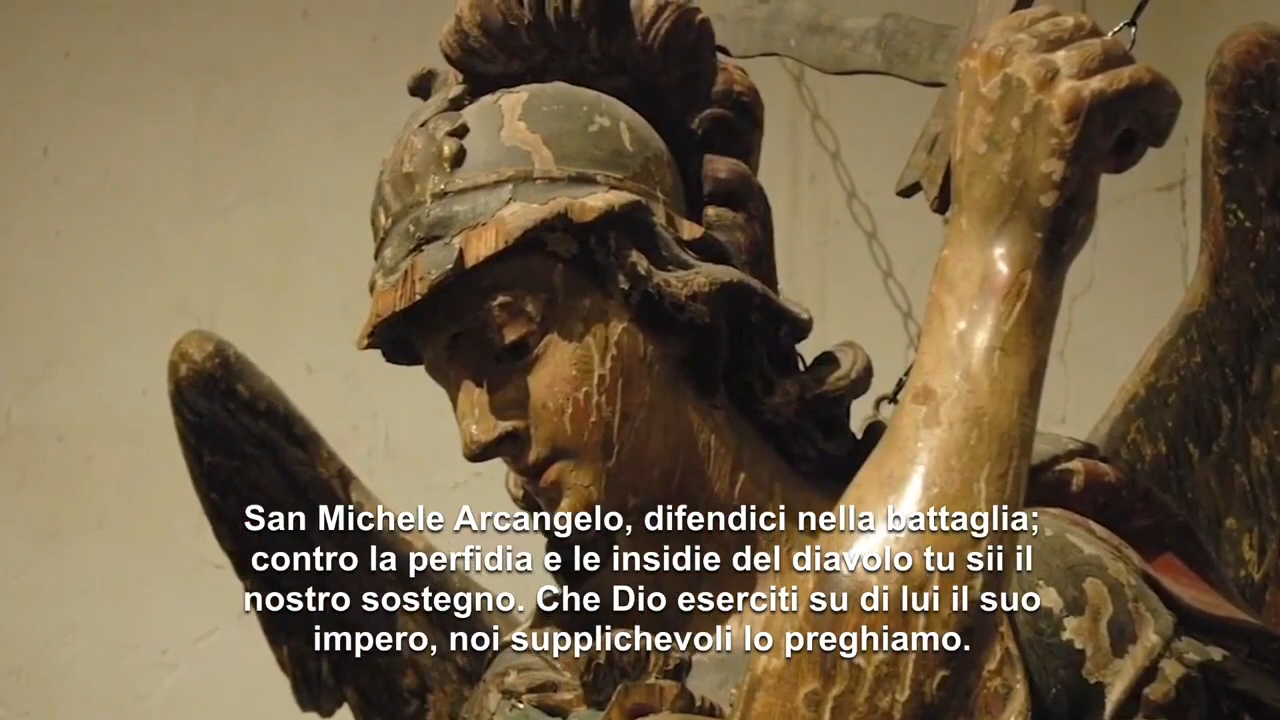 San Michele Arcangelo, difendici nella battaglia;
contro la perfidia e le insidie del diavolo tu sii il
nostro sostegno. Che Dio eserciti su di lui il suo
impero, noi supplichevoli lo preghiamo.